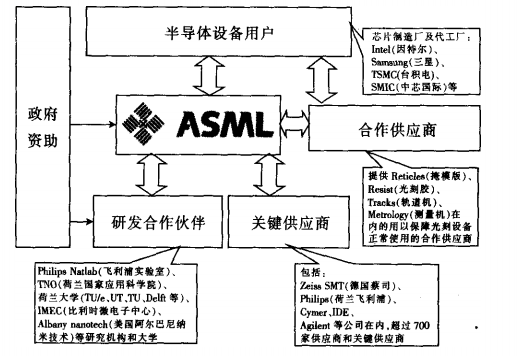 半导体设备用户
芯片制造厂及代工厂：
Intel(因特尔)、
Samsung(三星)、
TSMC(台积电)、
SMIC(中芯国际)等
政府
资助
ASML
合作供应商
提供 Reticles(掩模版)、
Resist(光刻胶)、
Tracks(轨道机)、
Metrology(测量机)在
内的用以保障光刻设备
正常使用的合作供应商
研发合作伙伴
关键供应商
Philips Natlab(飞利浦实验室)、
TNO(荷兰国家应用科学院)、
荷兰大学(TU/e,UT,TU,Delft 等)、
IMEC(比利时微电子中心)、
Albany nanotech(美国阿尔巴尼纳
米技术)等研究机构和大学
包括：
Zeiss SMT(德国蔡司)、
Philips(荷兰飞利浦)、
Cymer、IDE、
Agilent 等公司在内,超过 700
家供应商和关键供应商